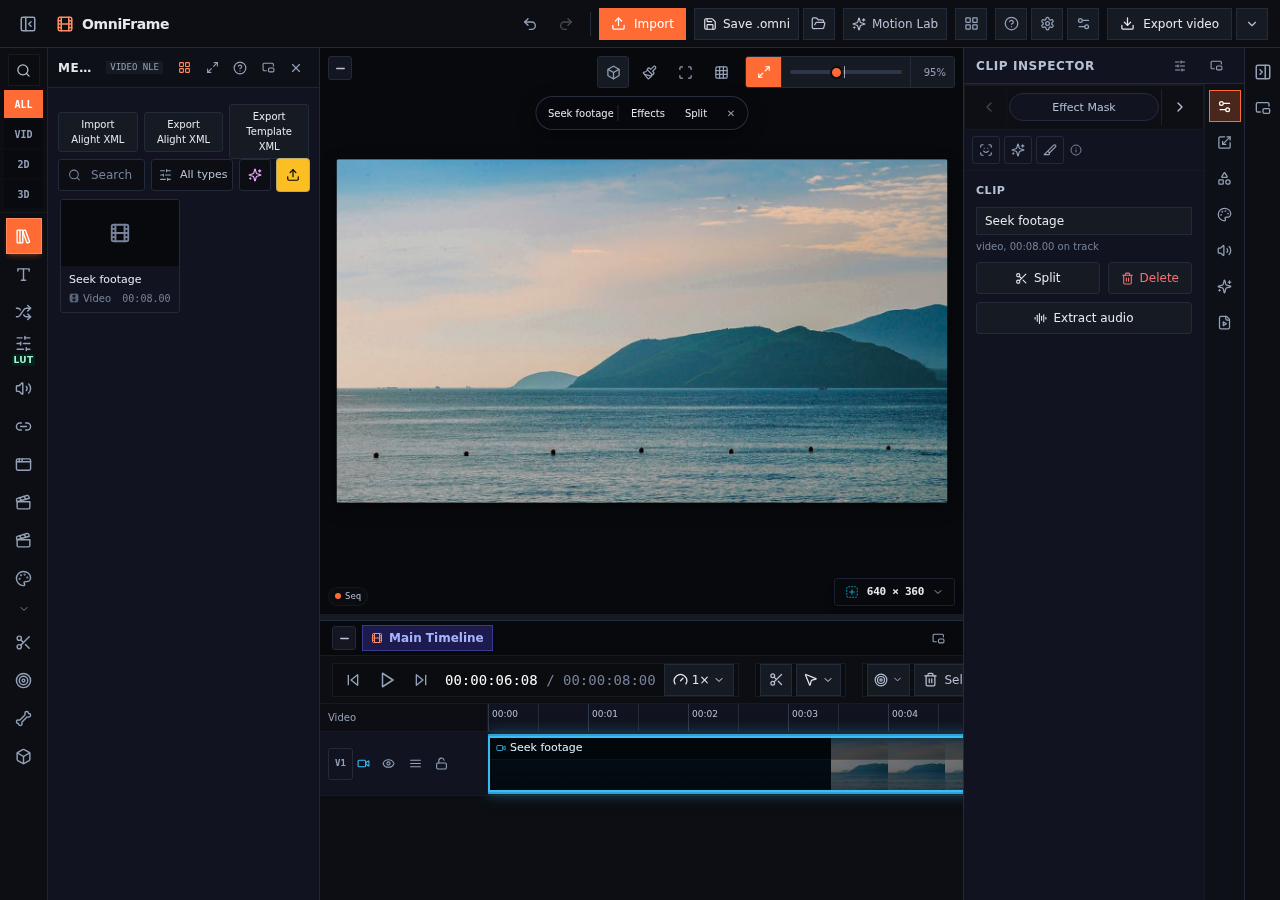 OmniFrame
Import
Save .omni
Motion Lab
Export video
ME...
VIDEO NLE
Import Alight XML
Export Alight XML
Export Template XML
Search
All types
Seek footage
Video 00:08.00
ALL
VID
2D
3D
LUT
95%
Seek footage
Effects
Split
×
Seq
640 × 360
CLIP INSPECTOR
Effect Mask
CLIP
Seek footage
video, 00:08.00 on track
Split
Delete
Extract audio
Main Timeline
00:00:06:08 / 00:00:08:00
1×
Sel
Video
00:00
00:01
00:02
00:03
00:04
V1
Seek footage